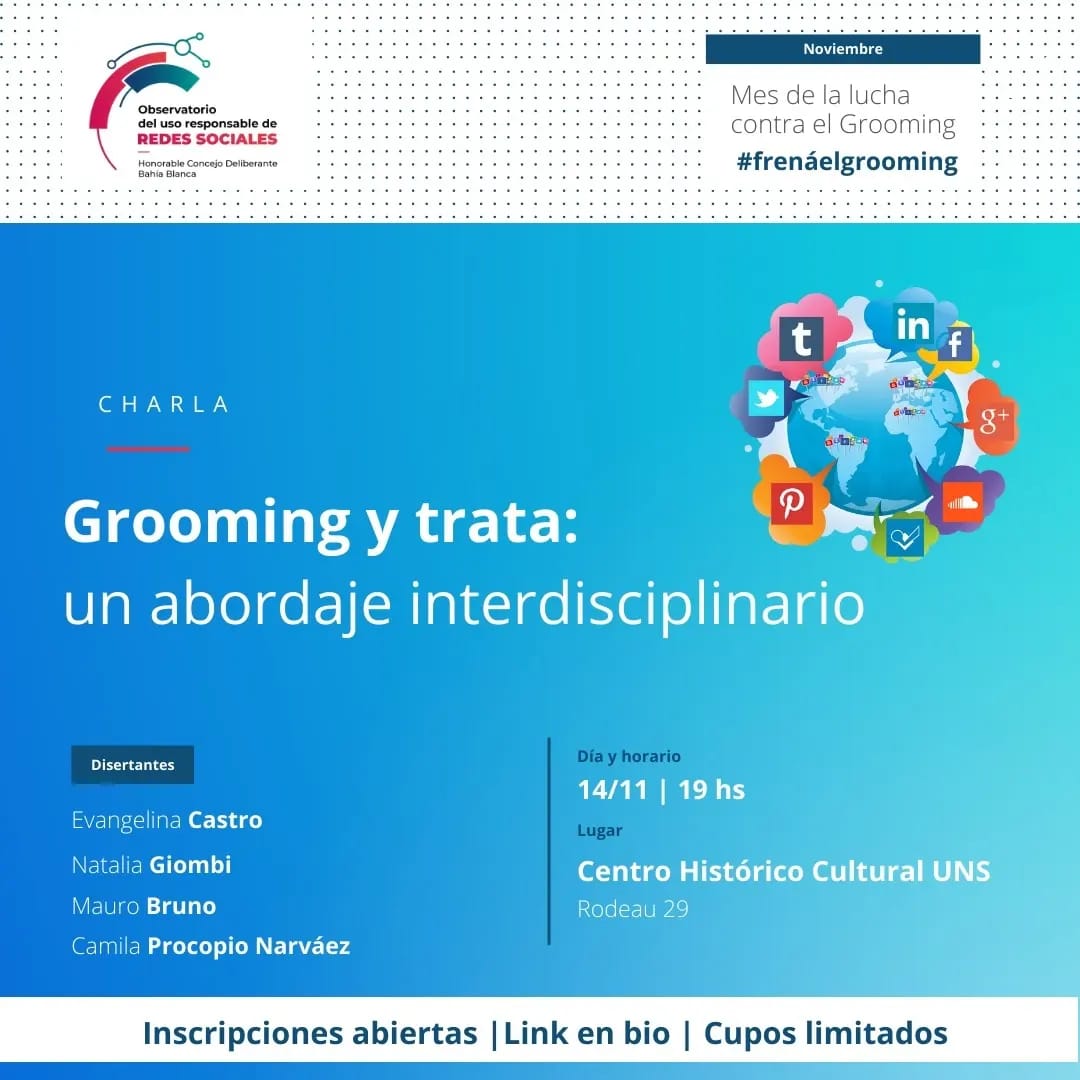 Observatorio
del uso responsable de
REDES SOCIALES
Honorable Concejo Deliberante
Bahía Blanca
Noviembre
Mes de la lucha
contra el Grooming
#frenáelgrooming
CHARLA
t
in
f
g+
Grooming y trata:
un abordaje interdisciplinario
Disertantes
Evangelina Castro
Natalia Giombi
Mauro Bruno
Camila Procopio Narváez
Día y horario
14/11 | 19 hs
Lugar
Centro Histórico Cultural UNS
Rodeau 29
Inscripciones abiertas |Link en bio | Cupos limitados